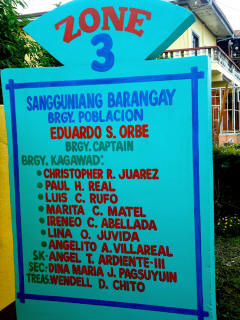 ZONE
3
SANGGUNIANG BARANGAY
BRGY. POBLACION
EDUARDO S. ORBE
BRGY. CAPTAIN
BRGY. KAGAWAD:
• CHRISTOPHER R. JUAREZ
• PAUL H. REAL
• LUIS C. RUFO
• MARITA C. MATEL
• IRENEO C. ABELLADA
• LINA O. JUVIDA
• ANGELITO A. VILLAREAL
SK- ANGEL T. ARDIENTE-III
SEC: DINA MARIA J. PAGSUYUIN
TREAS: WENDELL D. CHITO